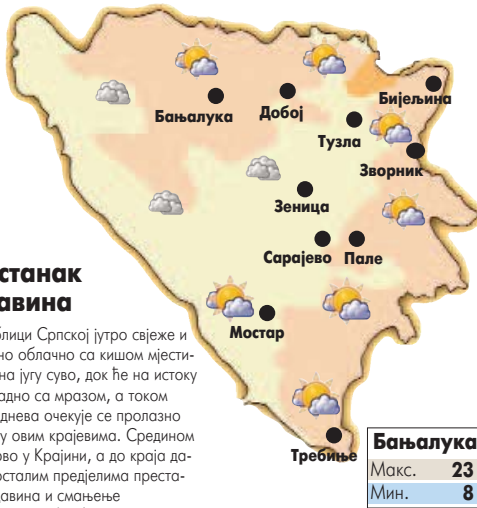 Бањалука
Добој
Бијељина
Тузла
Зворник
Зеница
Сарајево Пале
Мостар
Требиње
станак
авина
блици Српској јутро свјеже и
но облачно са кишом мјести-
на југу суво, док ће на истоку
адно са мразом, а током
днева очекује се пролазно
у овим крајевима. Средином
рво у Крајини, а до краја да-
осталим предјелима преста-
давина и смањење
Бањалука
Макс. 23
Мин. 8